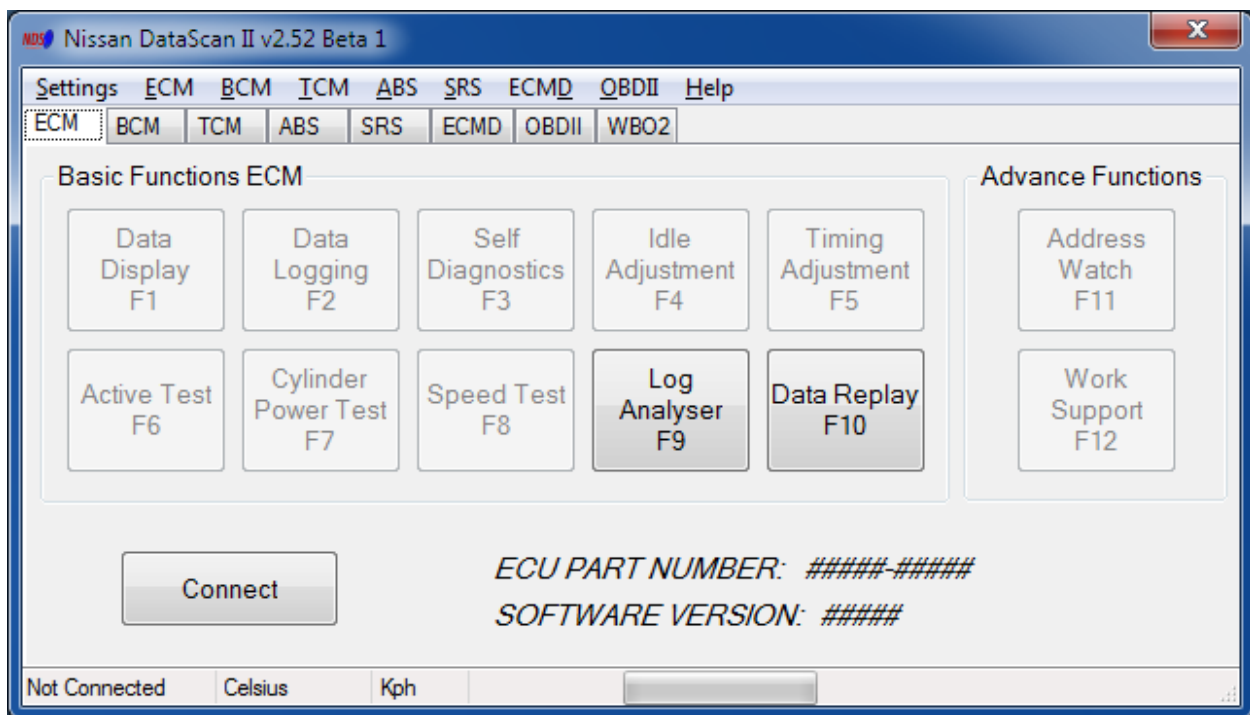 NDS Nissan DataScan II v2.52 Beta 1
X
Settings ECM BCM TCM ABS SRS ECMD OBDII Help
ECM BCM TCM ABS SRS ECMD OBDII WBO2
Basic Functions ECM
Data
Display
F1
Data
Logging
F2
Self
Diagnostics
F3
Idle
Adjustment
F4
Timing
Adjustment
F5
Active Test
F6
Cylinder
Power Test
F7
Speed Test
F8
Log
Analyser
F9
Data Replay
F10
Advance Functions
Address
Watch
F11
Work
Support
F12
Connect
ECU PART NUMBER: #####-#####
SOFTWARE VERSION: #####
Not Connected Celsius Kph